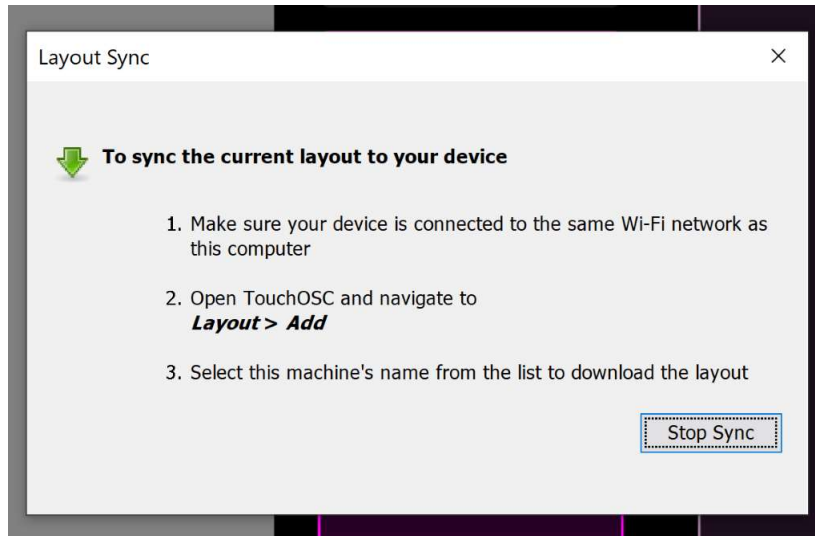 Layout Sync
To sync the current layout to your device
1. Make sure your device is connected to the same Wi-Fi network as
this computer
2. Open TouchOSC and navigate to
Layout > Add
3. Select this machine's name from the list to download the layout
Stop Sync